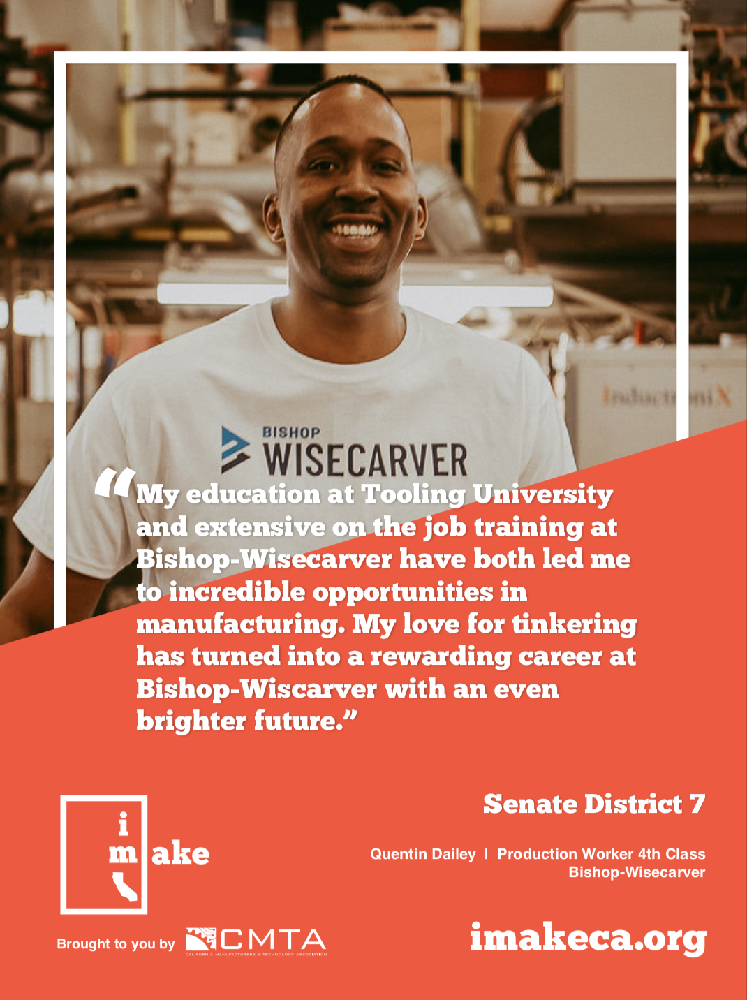 InductroniX
BISHOP
WISECARVER
“My education at Tooling University
and extensive on the job training at
Bishop-Wisecarver have both led me
to incredible opportunities in
manufacturing. My love for tinkering
has turned into a rewarding career at
Bishop-Wiscarver with an even
brighter future.”
Senate District 7
i
m ake
Quentin Dailey | Production Worker 4th Class
Bishop-Wisecarver
Brought to you by CMTA
CALIFORNIA MANUFACTURERS & TECHNOLOGY ASSOCIATION
imakeca.org